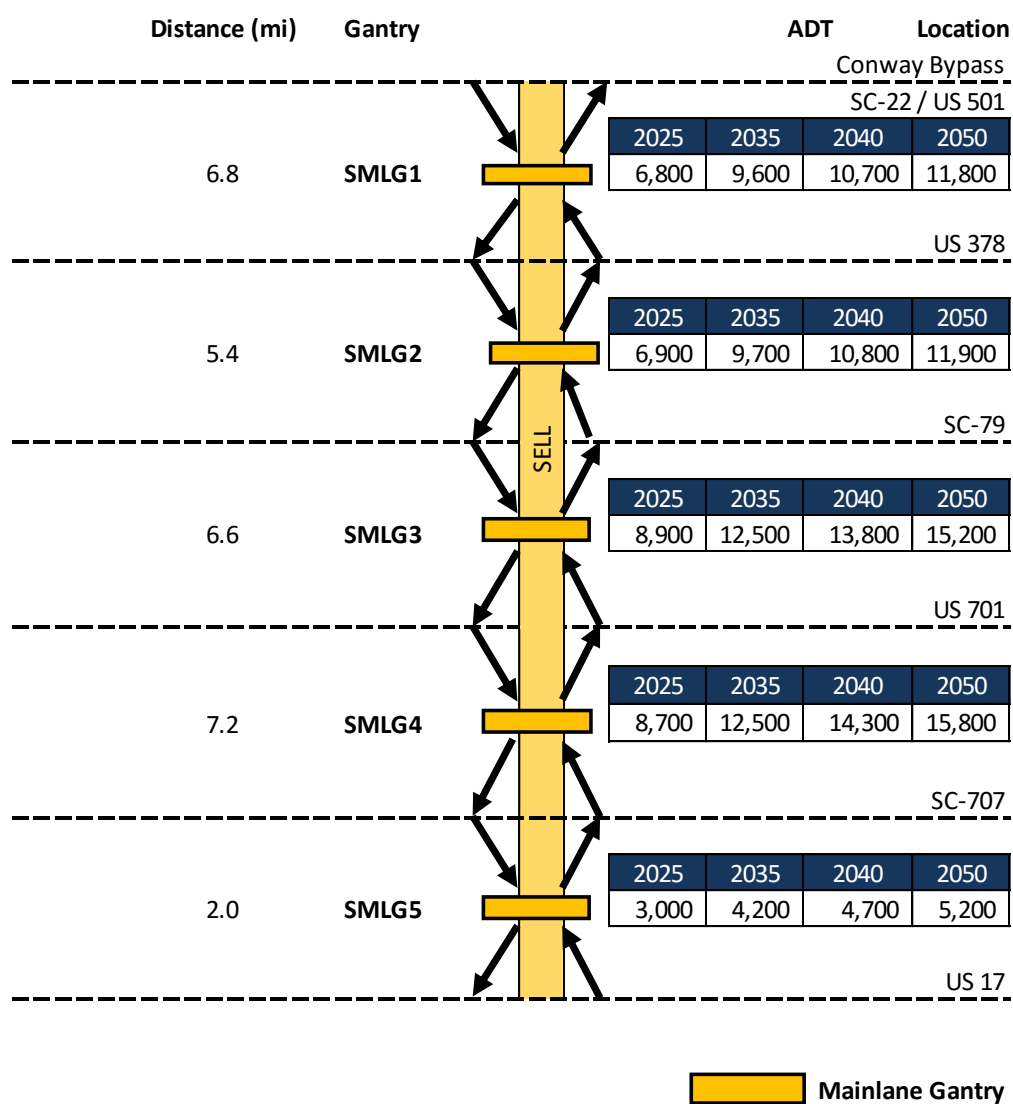 Distance (mi) Gantry ADT Location
Conway Bypass
SC-22 / US 501
2025 2035 2040 2050
6.8 SMLG1 6,800 9,600 10,700 11,800
US 378
2025 2035 2040 2050
5.4 SMLG2 6,900 9,700 10,800 11,900
SC-79
SELL
2025 2035 2040 2050
6.6 SMLG3 8,900 12,500 13,800 15,200
US 701
2025 2035 2040 2050
7.2 SMLG4 8,700 12,500 14,300 15,800
SC-707
2025 2035 2040 2050
2.0 SMLG5 3,000 4,200 4,700 5,200
US 17
Mainlane Gantry